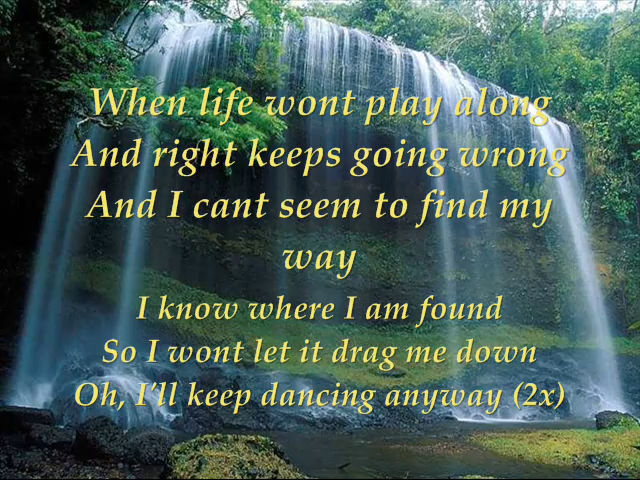 When life wont play along
And right keeps going wrong
And I cant seem to find my
way
I know where I am found
So I wont let it drag me down
Oh, I'll keep dancing anyway (2x)